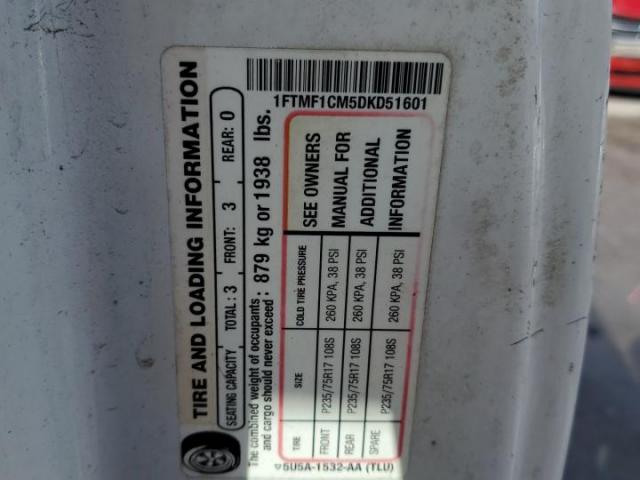 TIRE AND LOADING INFORMATION
SEATING CAPACITY TOTAL : 3 FRONT: 3 REAR: 0
The combined weight of occupants
and cargo should never exceed : 879 kg or 1938 lbs.
TIRE SIZE COLD TIRE PRESSURE
FRONT P235/75R17 108S 260 KPA, 38 PSI
REAR P235/75R17 108S 260 KPA, 38 PSI
SPARE P235/75R17 108S 260 KPA, 38 PSI
SEE OWNERS
MANUAL FOR
ADDITIONAL
INFORMATION
5U5A-1532-AA (TLU)
1FTMF1CM5DKD51601